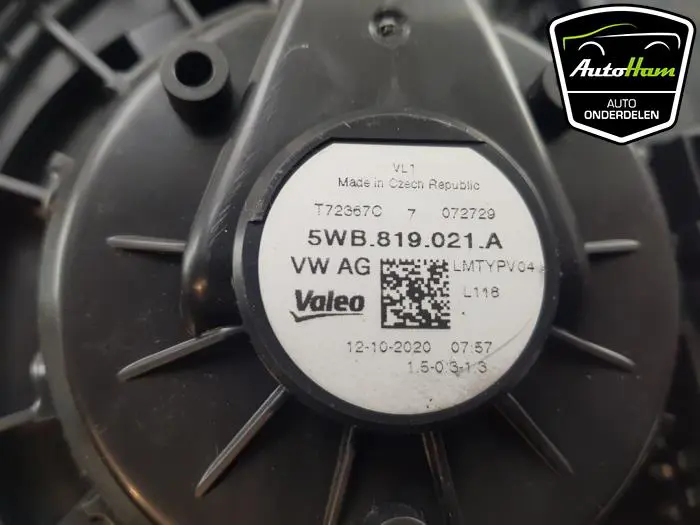 AutoHam
AUTO
ONDERDELEN
VL1
Made in Czech Republic
T72367C 7 072729
5WB.819.021.A
VW AG LMTYPV04
Valeo L118
12-10-2020 07:57
1.5-0.3-1.3